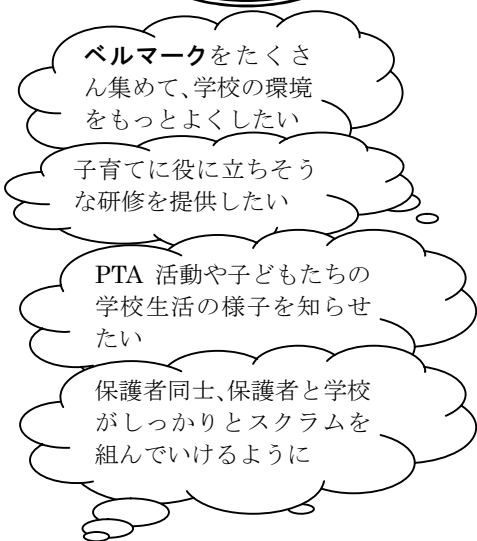 ベルマークをたくさ
ん集めて、学校の環境
をもっとよくしたい
子育てに役に立ちそう
な研修を提供したい
PTA 活動や子どもたちの
学校生活の様子を知らせ
たい
保護者同士、保護者と学校
がしっかりとスクラムを
組んでいけるように